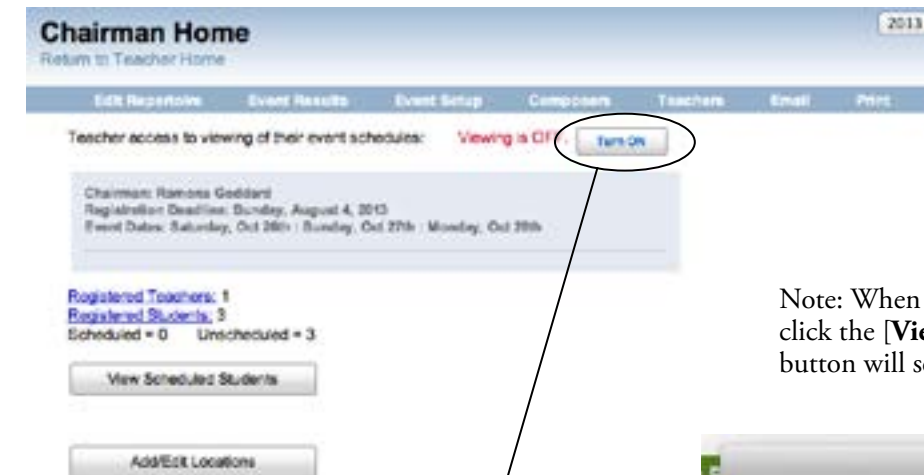 Chairman Home
2013
Return to Teacher Home
Edit Repertoire Event Results Event Setup Composers Teachers Email Print
Teacher access to viewing of their event schedules: Viewing is OFF. Turn ON
Chairman: Ramona Goddard
Registration Deadline: Sunday, August 4, 2013
Event Dates: Saturday, Oct 26th : Sunday, Oct 27th : Monday, Oct 28th
Registered Teachers: 1
Registered Students: 3
Scheduled = 0 Unscheduled = 3
View Scheduled Students
Add/Edit Locations
Note: When
click the [Vie
button will s